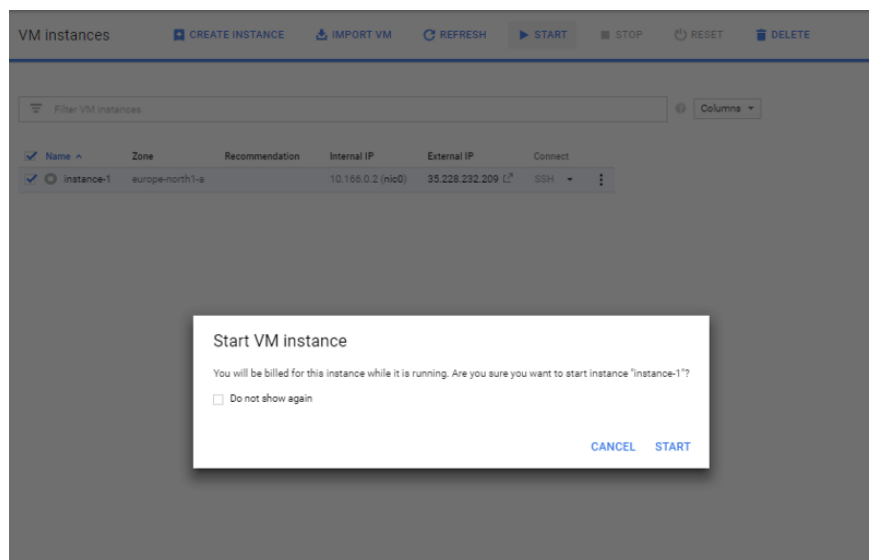 VM instances CREATE INSTANCE IMPORT VM REFRESH START STOP RESET DELETE
Filter VM instances Columns
Name Zone Recommendation Internal IP External IP Connect
instance-1 europe-north1-a 10.166.0.2 (nic0) 35.228.232.209 SSH
Start VM instance
You will be billed for this instance while it is running. Are you sure you want to start instance "instance-1"?
Do not show again
CANCEL START